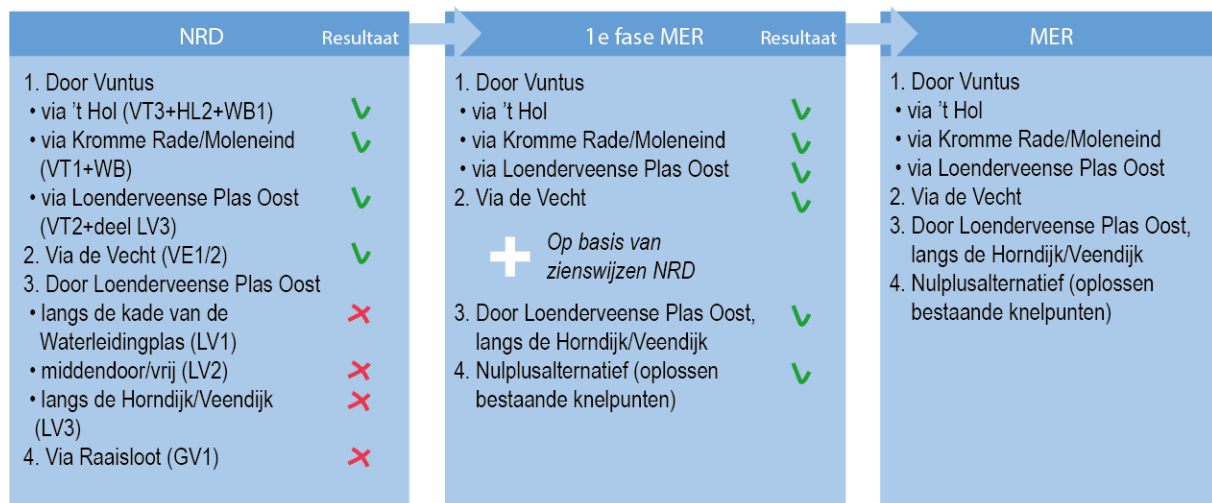 NRD Resultaat
1. Door Vuntus
• via ’t Hol (VT3+HL2+WB1)
• via Kromme Rade/Moleneind
(VT1+WB)
• via Loenderveense Plas Oost
(VT2+deel LV3)
2. Via de Vecht (VE1/2)
3. Door Loenderveense Plas Oost
• langs de kade van de
Waterleidingplas (LV1)
• middendoor/vrij (LV2)
• langs de Horndijk/Veendijk
(LV3)
4. Via Raaisloot (GV1)
1e fase MER Resultaat
1. Door Vuntus
• via ’t Hol
• via Kromme Rade/Moleneind
• via Loenderveense Plas Oost
2. Via de Vecht
Op basis van
zienswijzen NRD
3. Door Loenderveense Plas Oost,
langs de Horndijk/Veendijk
4. Nulplusalternatief (oplossen
bestaande knelpunten)
MER
1. Door Vuntus
• via ’t Hol
• via Kromme Rade/Moleneind
• via Loenderveense Plas Oost
2. Via de Vecht
3. Door Loenderveense Plas Oost,
langs de Horndijk/Veendijk
4. Nulplusalternatief (oplossen
bestaande knelpunten)